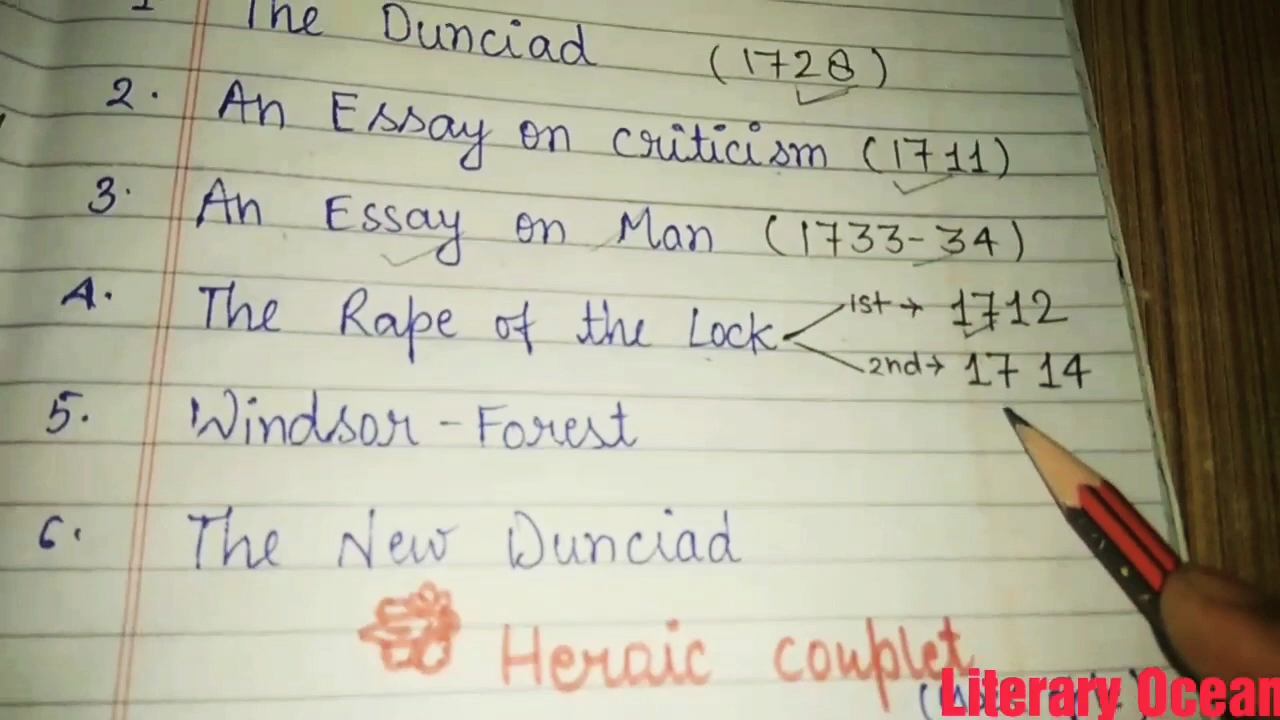 1 The Dunciad (1728)
2. An Essay on criticism (1711)
3. An Essay on Man (1733-34)
4. The Rape of the Lock 1st → 1712
2nd → 1714
5. Windsor-Forest
6. The New Dunciad
Heroic couplet
Literary Ocean